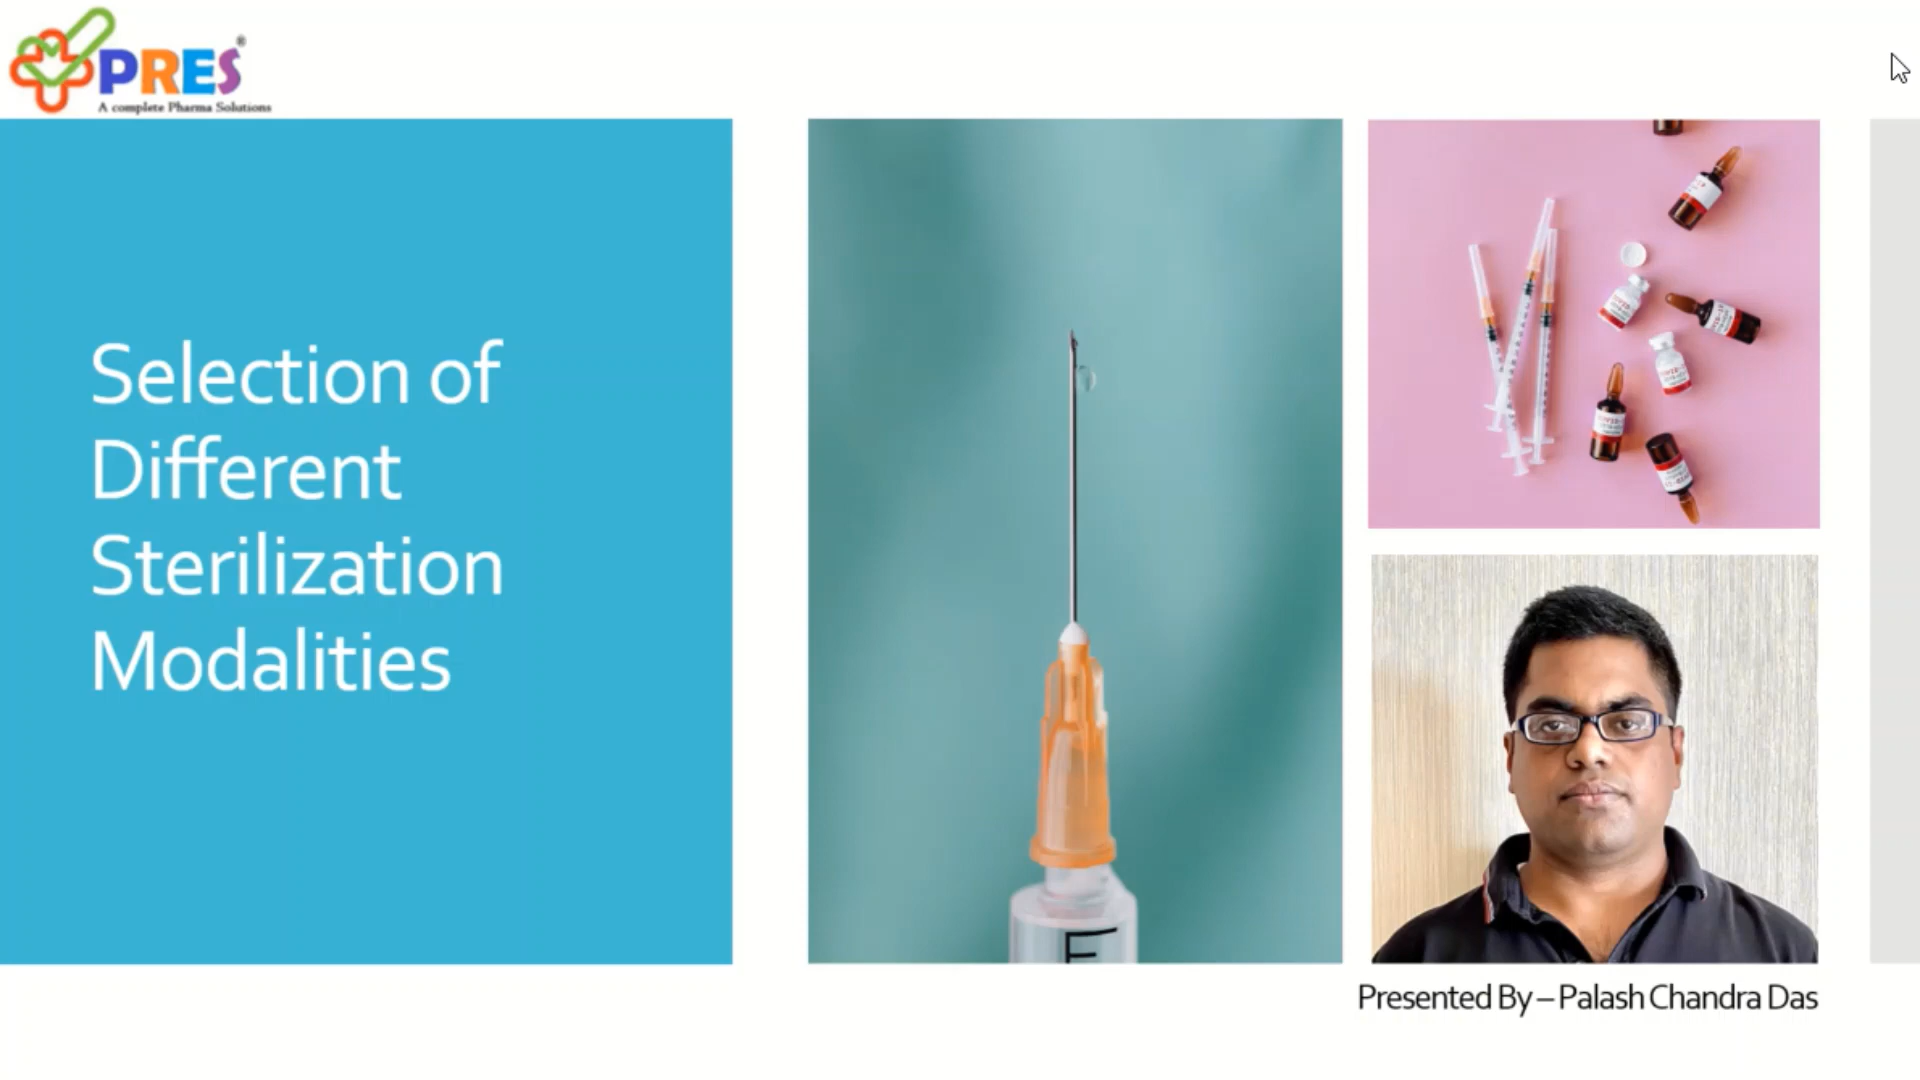 PRES®
A complete Pharma Solutions
Selection of
Different
Sterilization
Modalities
Presented By – Palash Chandra Das